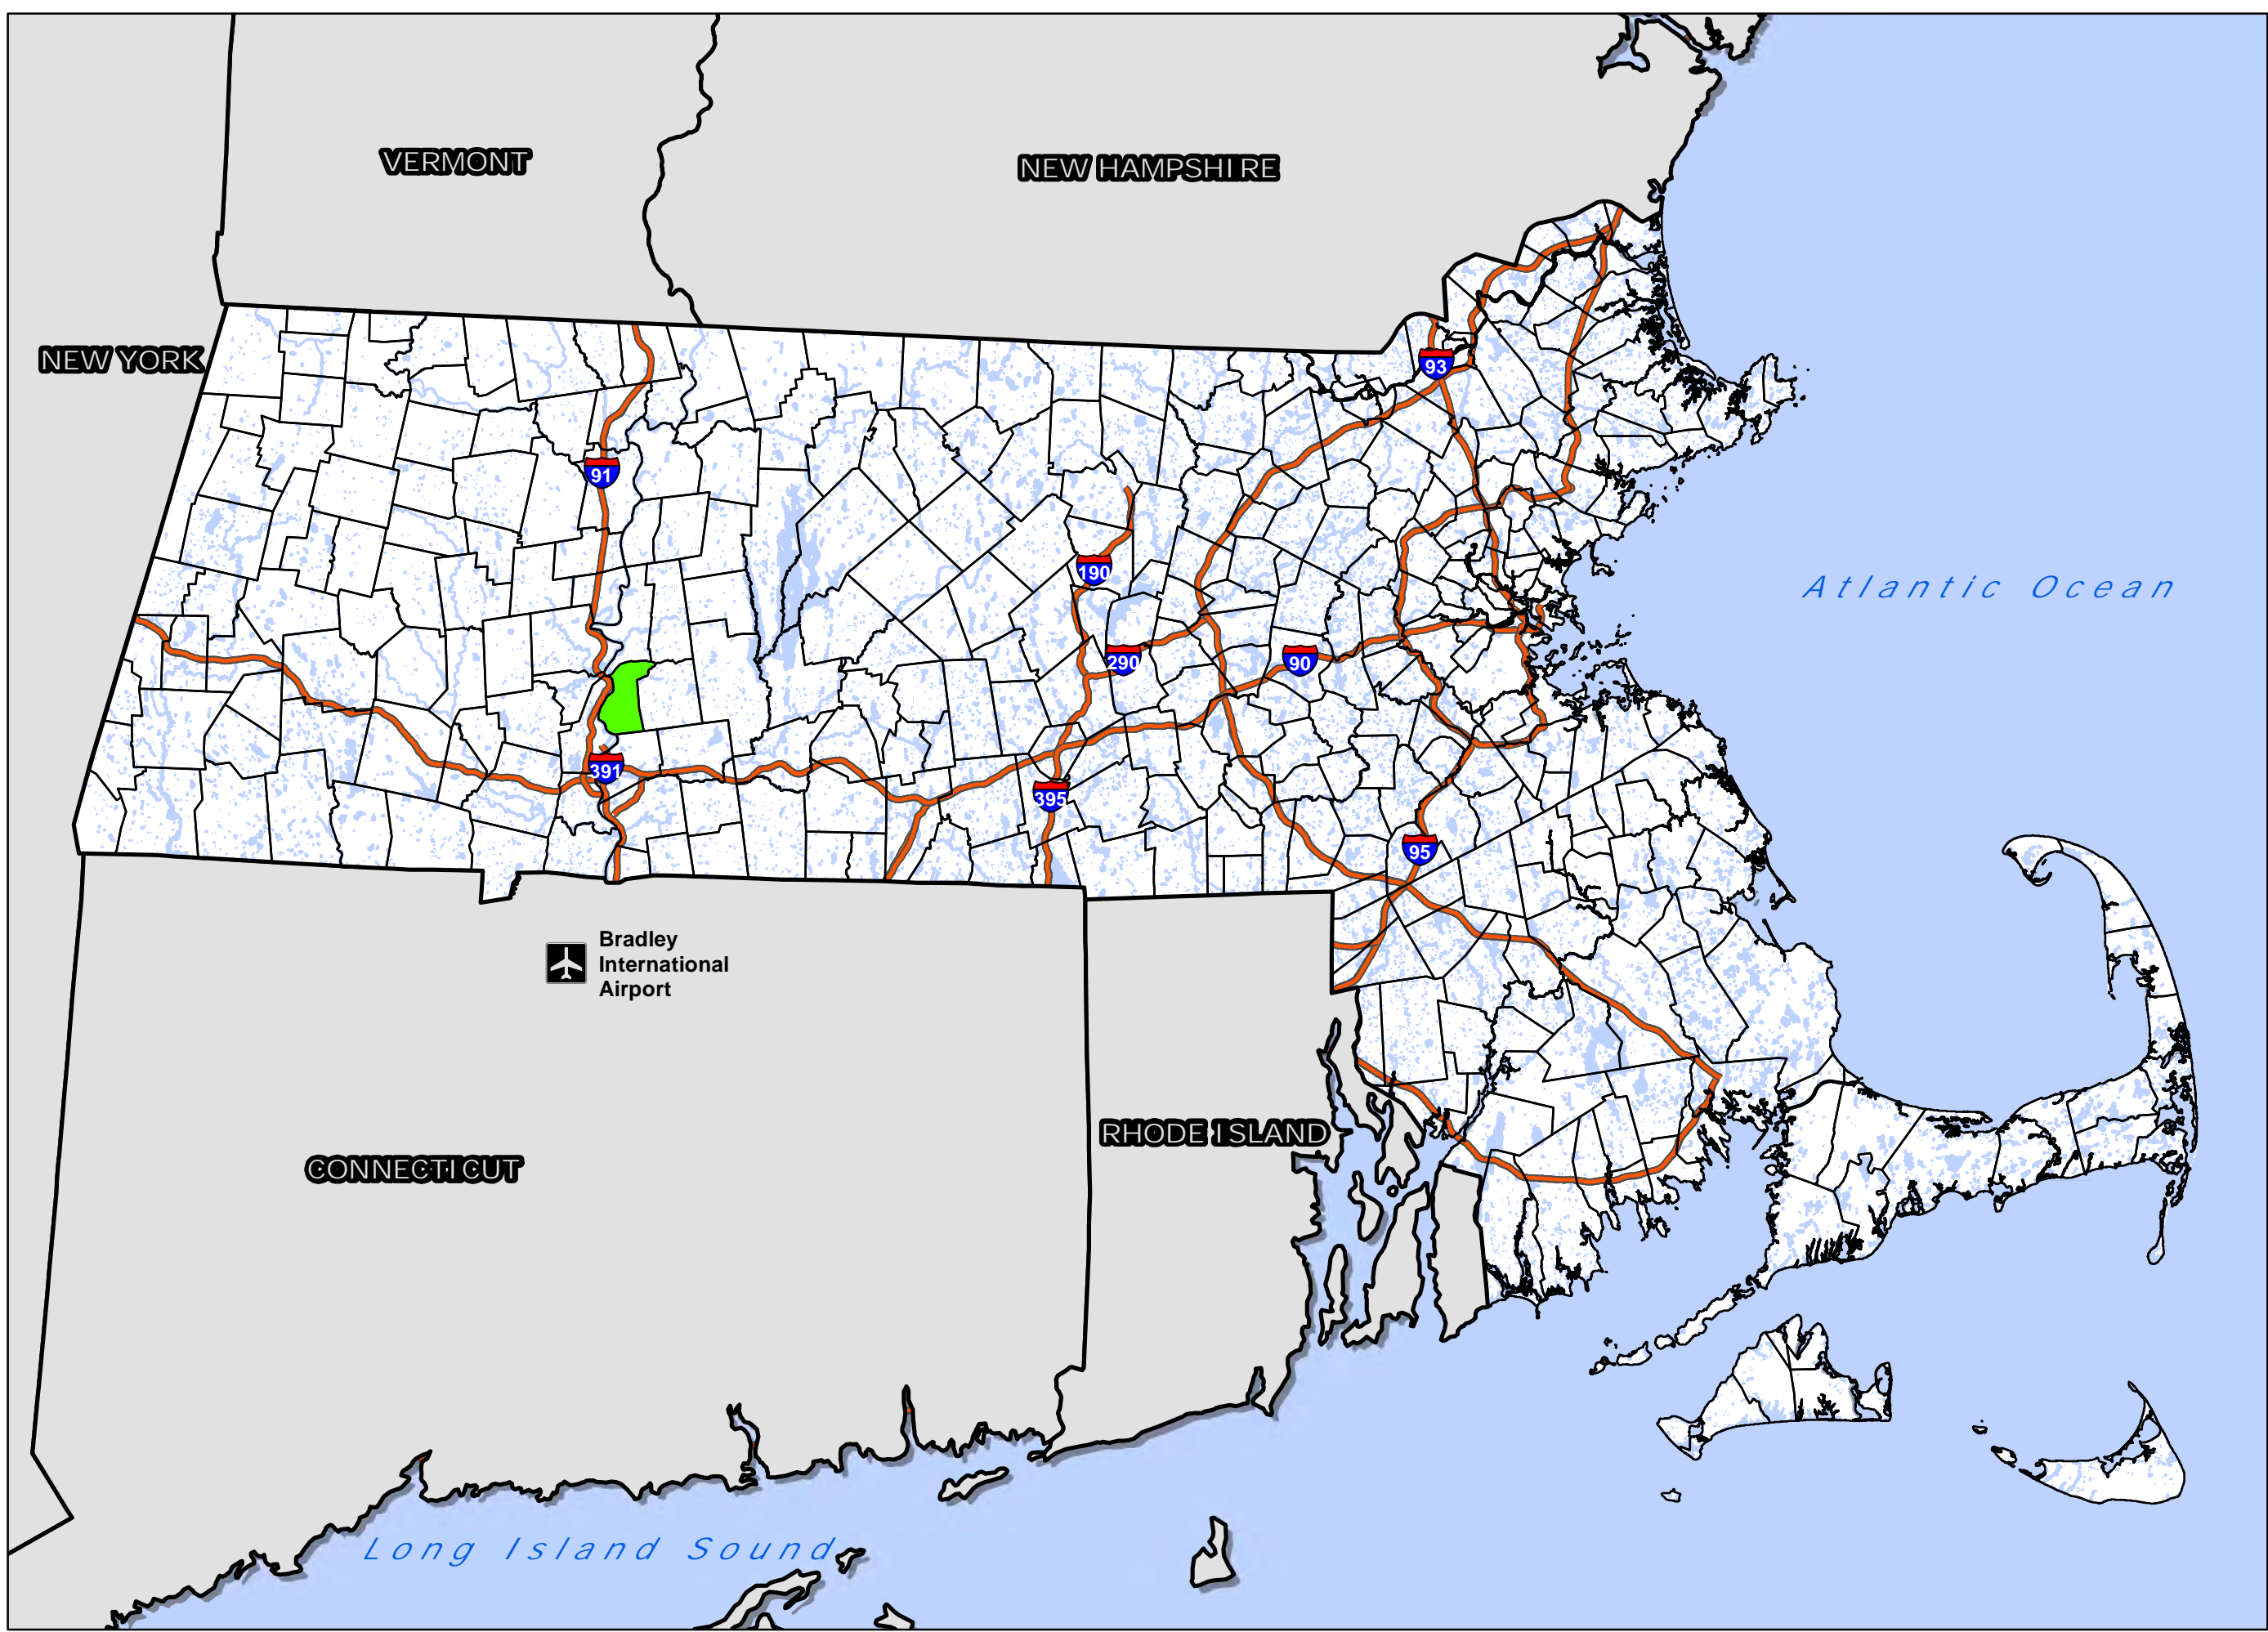 VERMONT
NEW HAMPSHIRE
NEW YORK
93
91
190
Atlantic Ocean
290
90
391
395
95
Bradley
International
Airport
RHODE ISLAND
CONNECTICUT
Long Island Sound